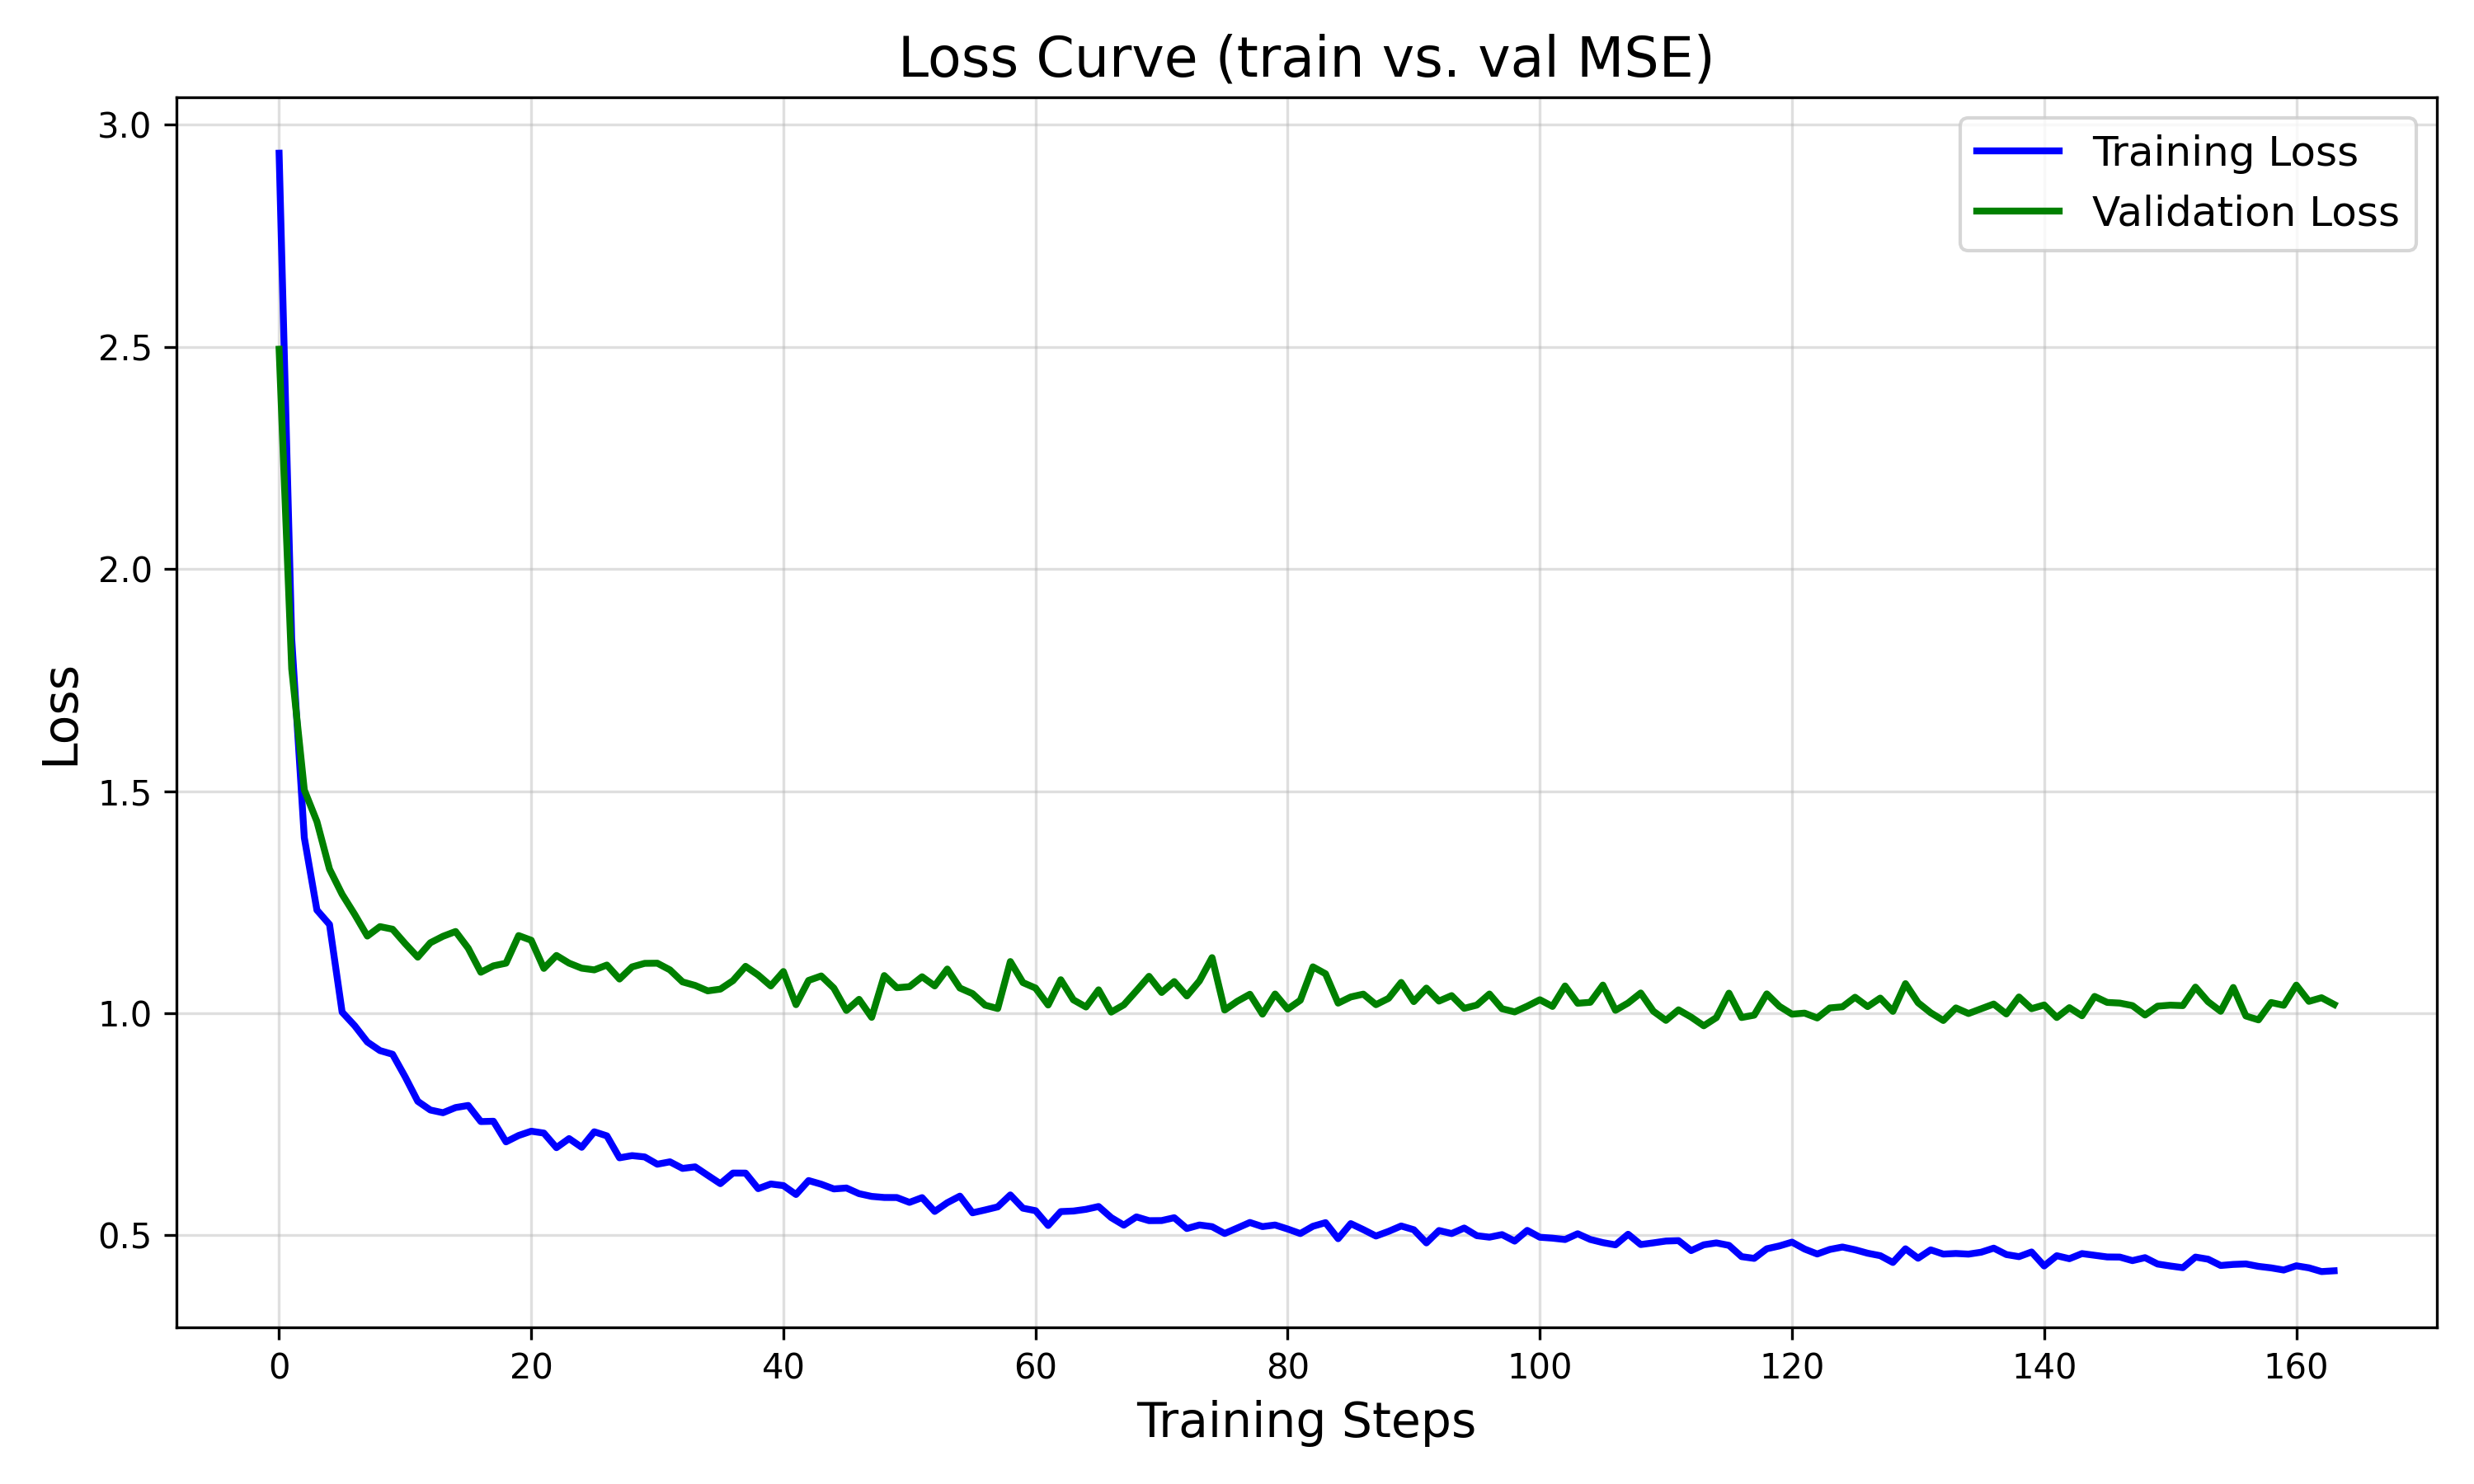 Loss Curve (train vs. val MSE)
3.0
2.5
2.0
1.5
1.0
0.5
Loss
Training Loss
Validation Loss
0 20 40 60 80 100 120 140 160
Training Steps